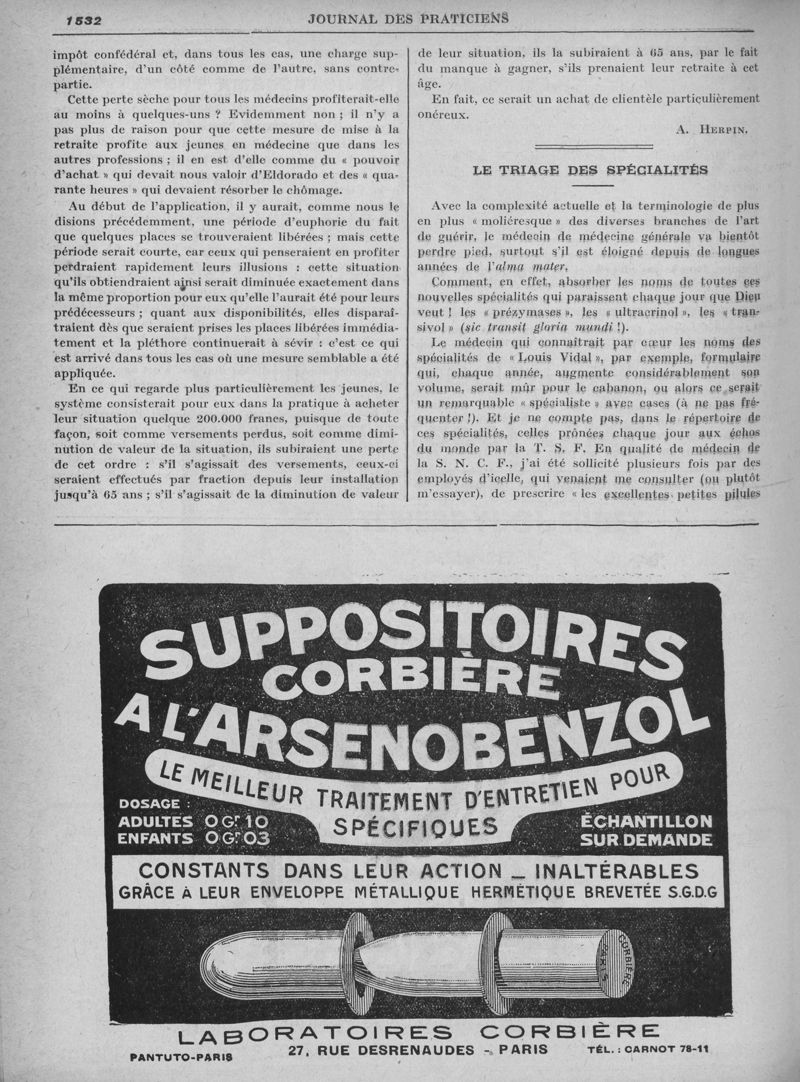 1532
JOURNAL DES PRATICIENS
impôt confédéral et, dans tous les cas, une charge sup-
plémentaire, d'un côté comme de l'autre, sans contre-
partie.
Cette perte sèche pour tous les médecins profiterait-elle
au moins à quelques-uns ? Evidemment non ; il n'y a
pas plus de raison pour que cette mesure de mise à la
retraite profite aux jeunes en médecine que dans les
autres professions ; il en est d'elle comme du « pouvoir
d'achat » qui devait nous valoir d'Eldorado et des « qua-
rante heures » qui devaient résorber le chômage.
Au début de l'application, il y aurait, comme nous le
disions précédemment, une période d'euphorie du fait
que quelques places se trouveraient libérées ; mais cette
période serait courte, car ceux qui penseraient en profiter
perdraient rapidement leurs illusions : cette situation
qu'ils obtiendraient ainsi serait diminuée exactement dans
la même proportion pour eux qu'elle l'aurait été pour leurs
prédécesseurs ; quant aux disponibilités, elles disparaî-
traient dès que seraient prises les places libérées immédia-
tement et la pléthore continuerait à sévir : c'est ce qui
est arrivé dans tous les cas où une mesure semblable a été
appliquée.
En ce qui regarde plus particulièrement les jeunes, le
système consisterait pour eux dans la pratique à acheter
leur situation quelque 200.000 francs, puisque de toute
façon, soit comme versements perdus, soit comme dimi-
nution de valeur de la situation, ils subiraient une perte
de cet ordre : s'il s'agissait des versements, ceux-ci
seraient effectués par fraction depuis leur installation
jusqu'à 65 ans ; s'il s'agissait de la diminution de valeur
de leur situation, ils la subiraient à 65 ans, par le fait
du manque à gagner, s'ils prenaient leur retraite à cet
âge.
En fait, ce serait un achat de clientèle particulièrement
onéreux.
A. HERPIN.
LE TRIAGE DES SPÉCIALITÉS
Avec la complexité actuelle et la terminologie de plus
en plus « moliéresque » des diverses branches de l'art
de guérir, le médecin de médecine générale va bientôt
perdre pied, surtout s'il est éloigné depuis de longues
années de l'alma mater.
Comment, en effet, absorber les noms de toutes ces
nouvelles spécialités qui paraissent chaque jour que Dieu
veut ! les « prézymases », les « ultracrinol », les « tran-
sivol » (sic transit gloria mundi !).
Le médecin qui connaîtrait par cœur les noms des
spécialités de « Louis Vidal », par exemple, formulaire
qui, chaque année, augmente considérablement son
volume, serait mûr pour le cabanon, ou alors ce serait
un remarquable « spécialiste » avec cases (à ne pas fré-
quenter !). Et je ne compte pas, dans le répertoire de
ces spécialités, celles prônées chaque jour aux échos
du monde par la T. S. F. En qualité de médecin de
la S. N. C. F., j'ai été sollicité plusieurs fois par des
employés d'icelle, qui venaient me consulter (ou plutôt
m'essayer), de prescrire « les excellentes petites pilules
SUPPOSITOIRES
CORBIÈRE
A L'ARSENOBENZOL
LE MEILLEUR TRAITEMENT D'ENTRETIEN POUR
SPÉCIFIQUES
DOSAGE :
ADULTES 0 Gr 10
ENFANTS 0 Gr 03
ÉCHANTILLON
SUR DEMANDE
CONSTANTS DANS LEUR ACTION _ INALTÉRABLES
GRÂCE A LEUR ENVELOPPE MÉTALLIQUE HERMÉTIQUE BREVETÉE S.G.D.G
CORBIÈRE
PARIS
LABORATOIRES CORBIÈRE
PANTUTO-PARIS
27, RUE DESRENAUDES - PARIS
TÉL. : CARNOT 78-11